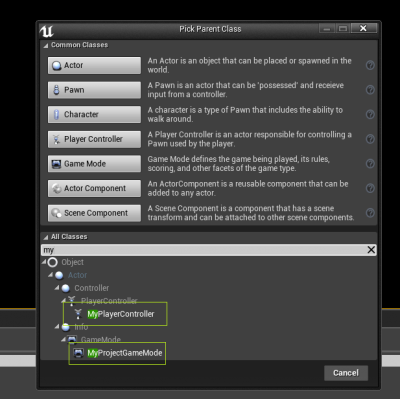 Pick Parent Class
Common Classes
Actor
An Actor is an object that can be placed or spawned in the
world.
Pawn
A Pawn is an actor that can be 'possessed' and receieve
input from a controller.
Character
A character is a type of Pawn that includes the ability to
walk around.
Player Controller
A Player Controller is an actor responsible for controlling a
Pawn used by the player.
Game Mode
Game Mode defines the game being played, its rules,
scoring, and other facets of the game type.
Actor Component
An ActorComponent is a reusable component that can be
added to any actor.
Scene Component
A Scene Component is a component that has a scene
transform and can be attached to other scene components.
All Classes
my
Object
Actor
Controller
PlayerController
MyPlayerController
Info
GameMode
MyProjectGameMode
Cancel